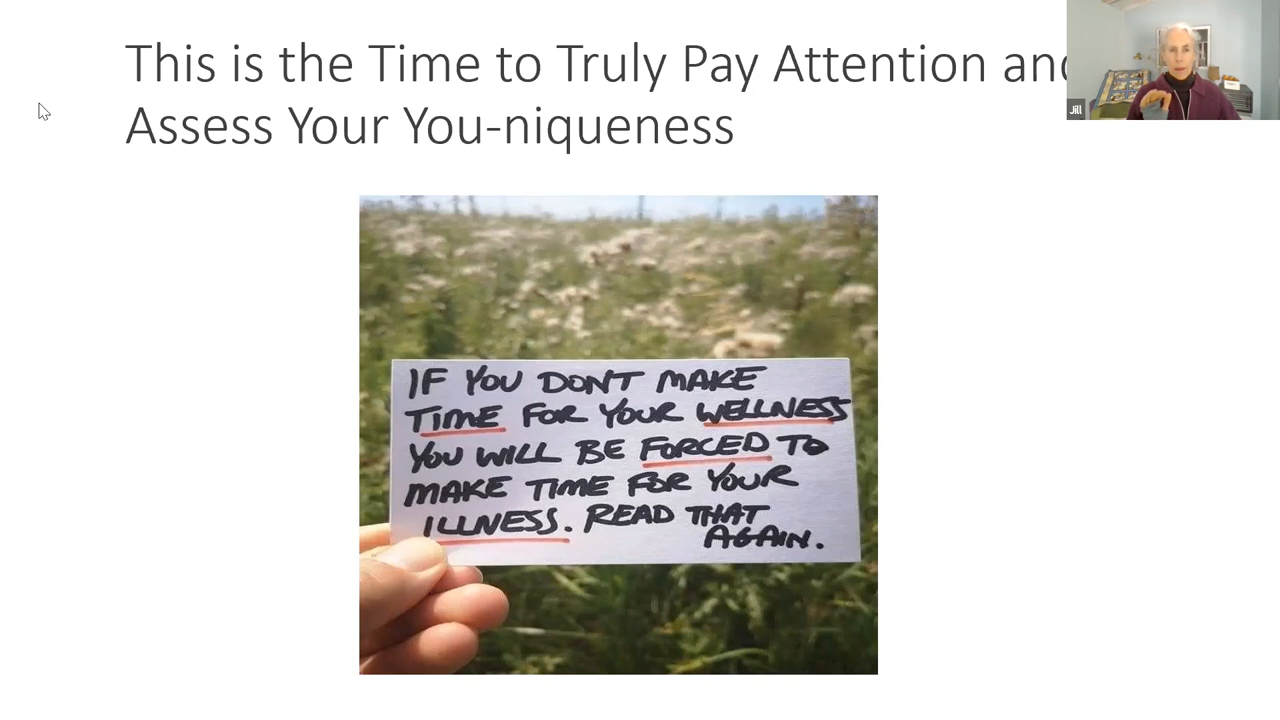 This is the Time to Truly Pay Attention and
Assess Your You-niqueness
Jill
IF YOU DONT MAKE
TIME FOR YOUR WELLNESS
YOU WILL BE FORCED TO
MAKE TIME FOR YOUR
ILLNESS. READ THAT
AGAIN.